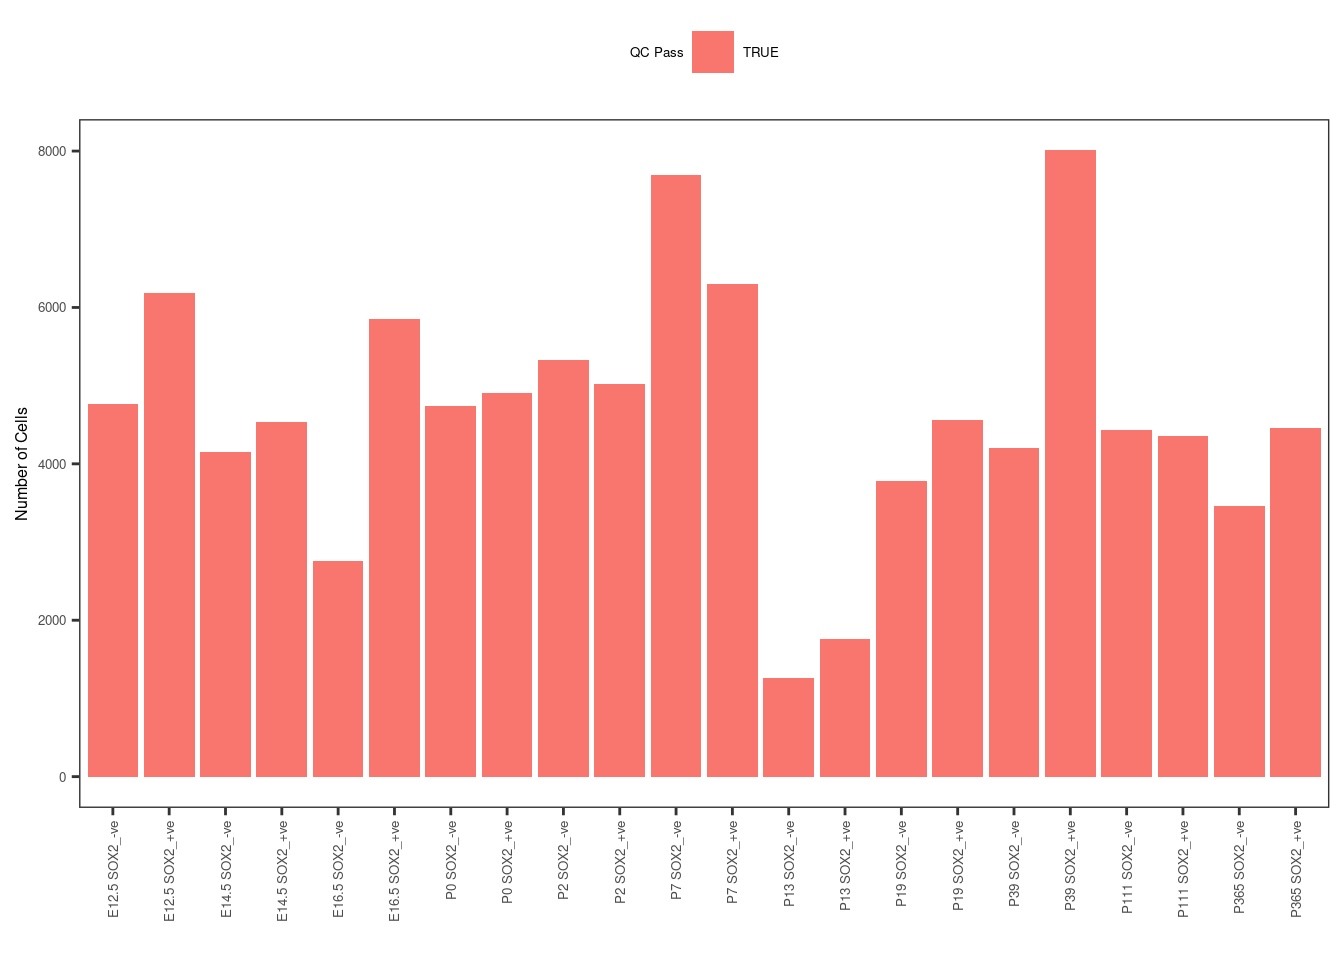 QC Pass TRUE
Number of Cells
8000
6000
4000
2000
0
E12.5 SOX2_-ve
E12.5 SOX2_+ve
E14.5 SOX2_-ve
E14.5 SOX2_+ve
E16.5 SOX2_-ve
E16.5 SOX2_+ve
P0 SOX2_-ve
P0 SOX2_+ve
P2 SOX2_-ve
P2 SOX2_+ve
P7 SOX2_-ve
P7 SOX2_+ve
P13 SOX2_-ve
P13 SOX2_+ve
P19 SOX2_-ve
P19 SOX2_+ve
P39 SOX2_-ve
P39 SOX2_+ve
P111 SOX2_-ve
P111 SOX2_+ve
P365 SOX2_-ve
P365 SOX2_+ve